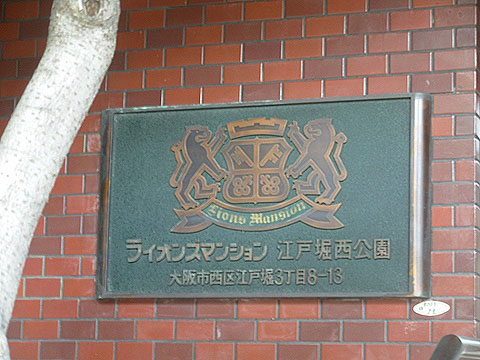 Lions Mansion
ライオンズマンション 江戸堀西公園
大阪市西区江戸堀3丁目8-13